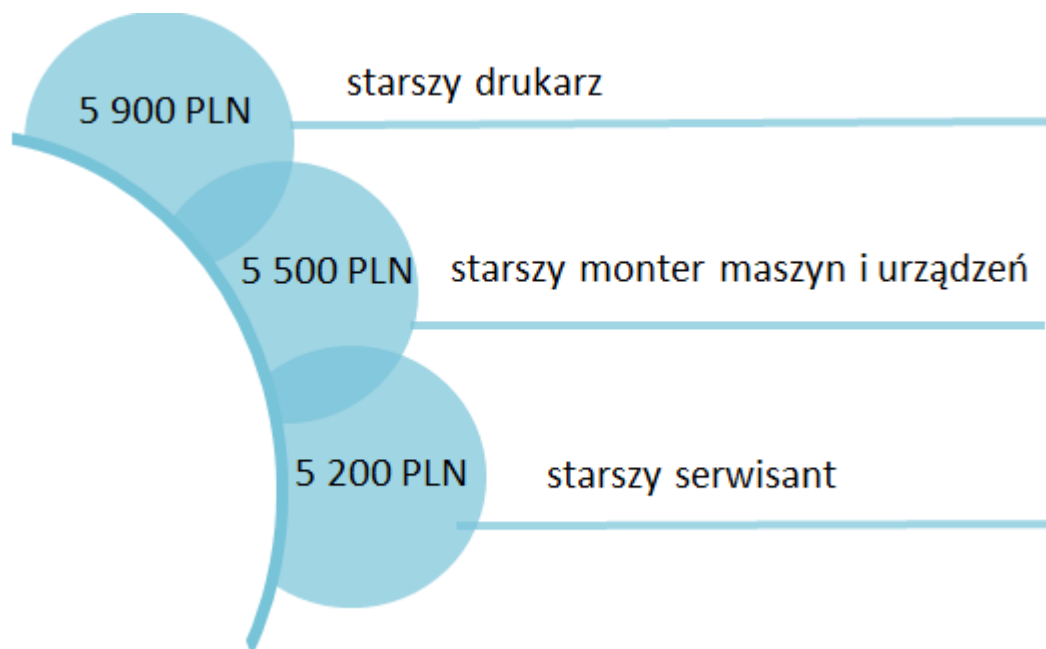 5 900 PLN
starszy drukarz
5 500 PLN
starszy monter maszyn i urządzeń
5 200 PLN
starszy serwisant